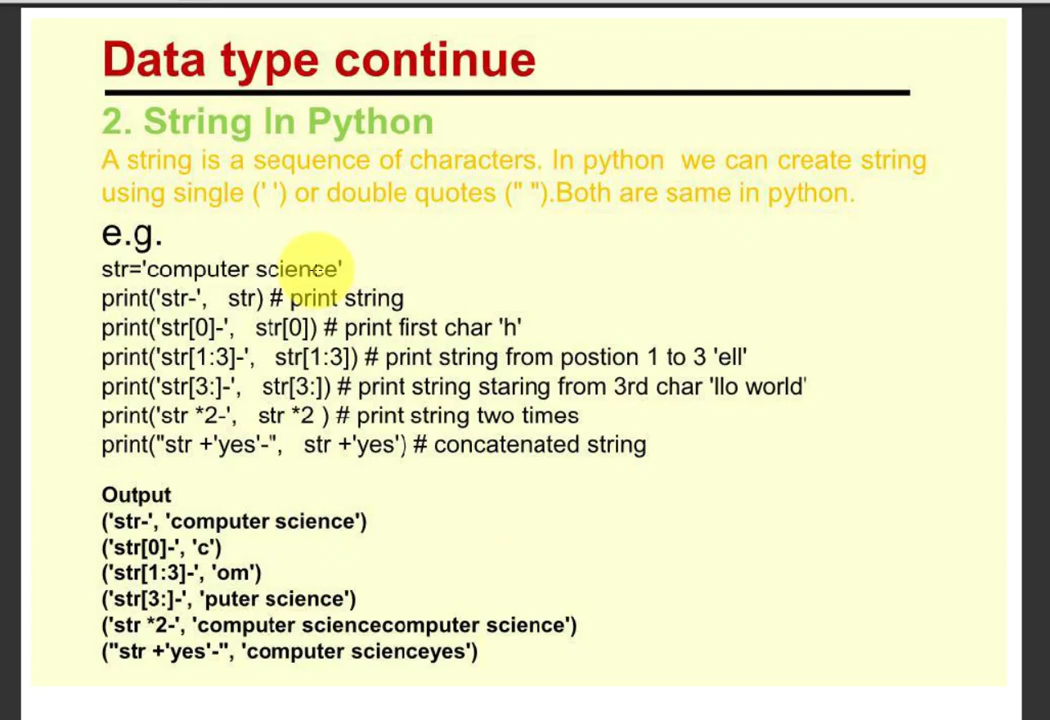 Data type continue
2. String In Python
A string is a sequence of characters. In python we can create string
using single (' ') or double quotes (" ").Both are same in python.
e.g.
str='computer science'
print('str-', str) # print string
print('str[0]-', str[0]) # print first char 'h'
print('str[1:3]-', str[1:3]) # print string from postion 1 to 3 'ell'
print('str[3:]-', str[3:]) # print string staring from 3rd char 'llo world'
print('str *2-', str *2 ) # print string two times
print("str +'yes'-", str +'yes') # concatenated string
Output
('str-', 'computer science')
('str[0]-', 'c')
('str[1:3]-', 'om')
('str[3:]-', 'puter science')
('str *2-', 'computer sciencecomputer science')
("str +'yes'-", 'computer scienceyes')